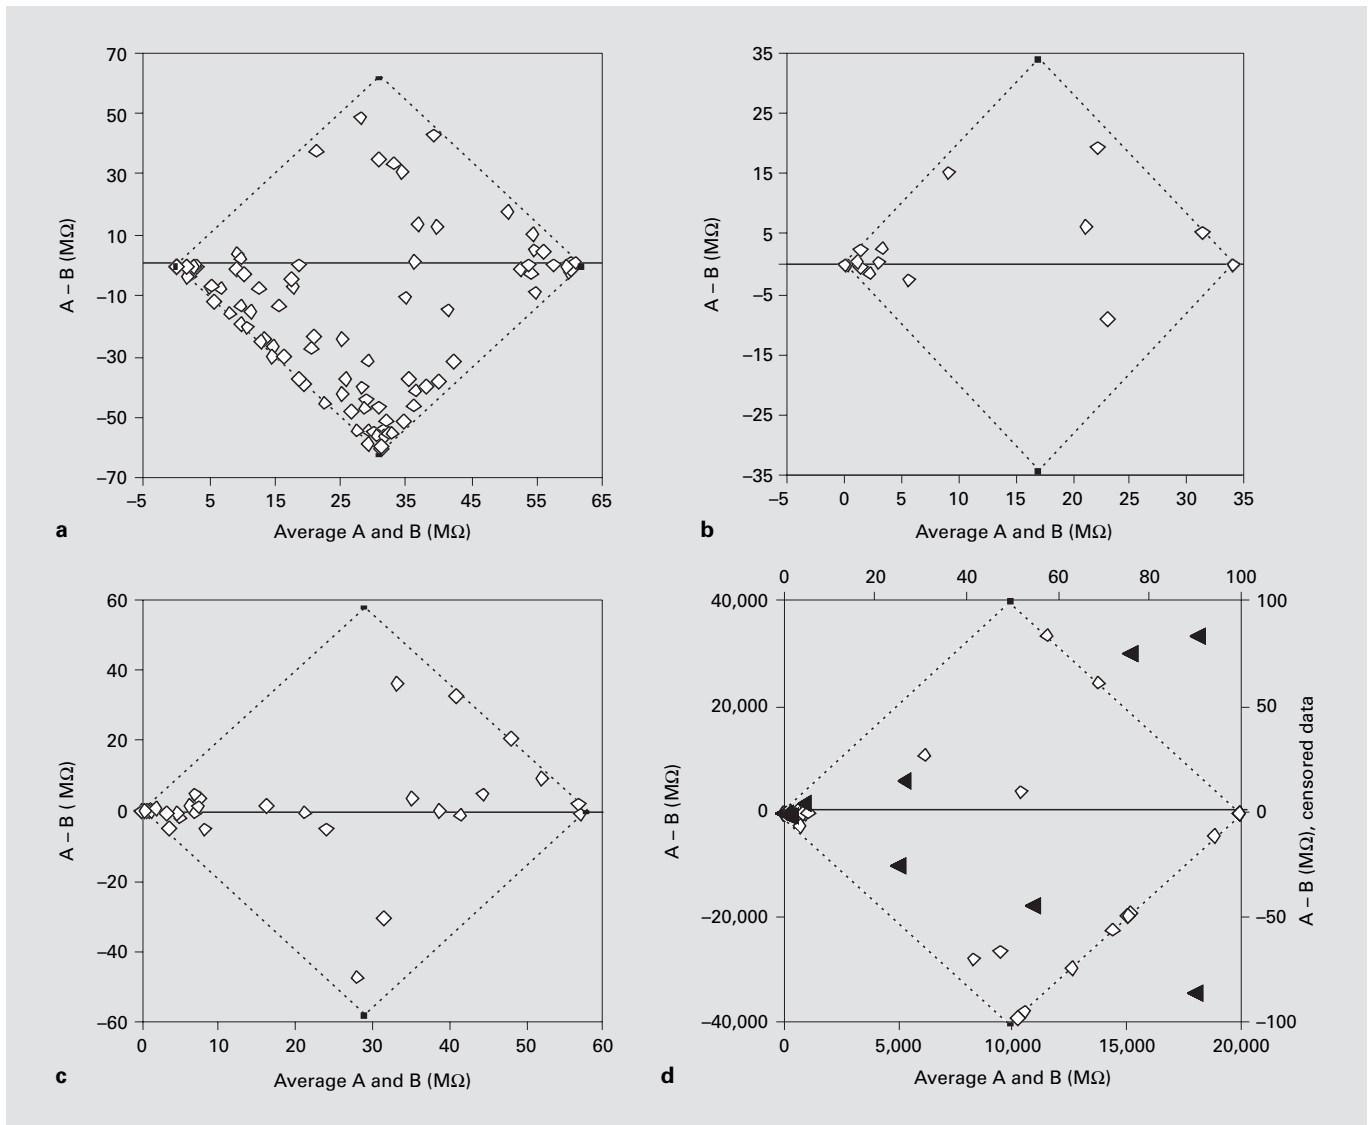 70
50
30
10
–10
–30
–50
–70
–5 5 15 25 35 45 55 65
A – B (MΩ)
Average A and B (MΩ)
a
35
25
15
5
–5
–15
–25
–35
–5 0 5 10 15 20 25 30 35
A – B (MΩ)
Average A and B (MΩ)
b
60
40
20
0
–20
–40
–60
0 10 20 30 40 50 60
A – B ( MΩ)
Average A and B (MΩ)
c
0 20 40 60 80 100
40,000
20,000
0
–20,000
–40,000
100
50
0
–50
–100
0 5,000 10,000 15,000 20,000
A – B (MΩ)
A – B (MΩ), censored data
Average A and B (MΩ)
d